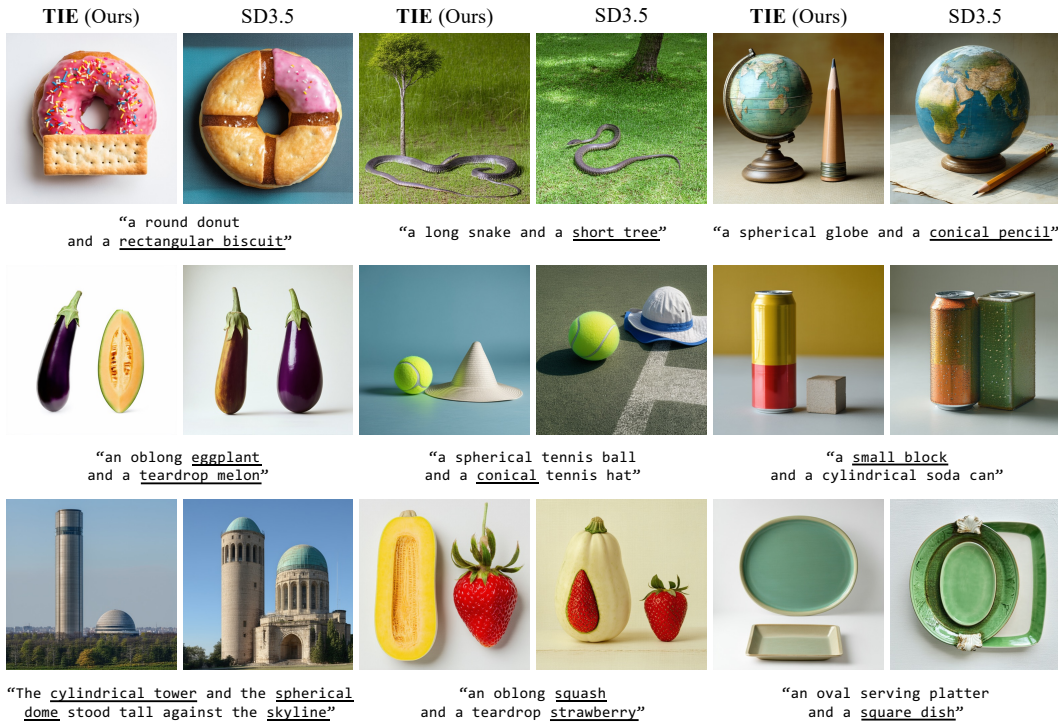 TIE (Ours) SD3.5 TIE (Ours) SD3.5 TIE (Ours) SD3.5
“a round donut
and a rectangular biscuit”
“a long snake and a short tree”
“a spherical globe and a conical pencil”
“an oblong eggplant
and a teardrop melon”
“a spherical tennis ball
and a conical tennis hat”
“a small block
and a cylindrical soda can”
“The cylindrical tower and the spherical
dome stood tall against the skyline”
“an oblong squash
and a teardrop strawberry”
“an oval serving platter
and a square dish”